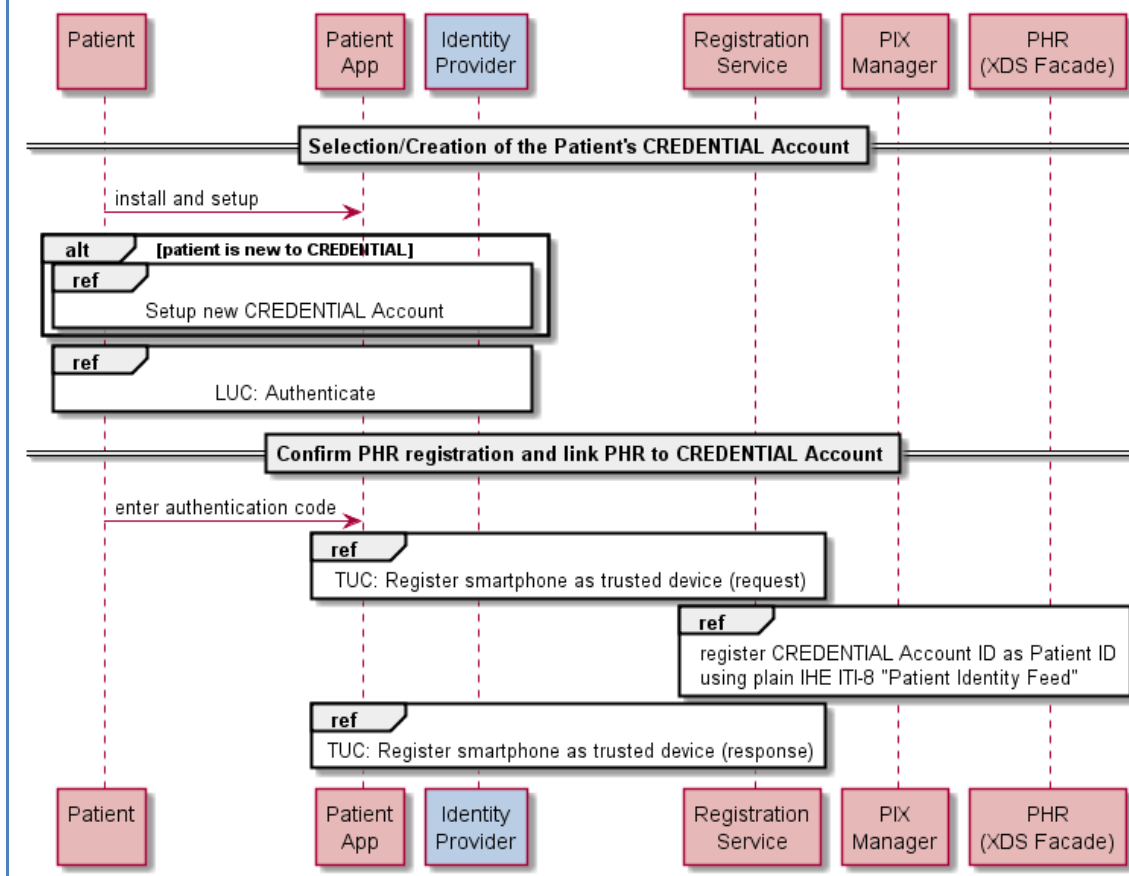 Patient
Patient
App
Identity
Provider
Registration
Service
PIX
Manager
PHR
(XDS Facade)
Selection/Creation of the Patient's CREDENTIAL Account
install and setup
alt [patient is new to CREDENTIAL]
ref
Setup new CREDENTIAL Account
ref
LUC: Authenticate
Confirm PHR registration and link PHR to CREDENTIAL Account
enter authentication code
ref
TUC: Register smartphone as trusted device (request)
ref
register CREDENTIAL Account ID as Patient ID
using plain IHE ITI-8 "Patient Identity Feed"
ref
TUC: Register smartphone as trusted device (response)
Patient
Patient
App
Identity
Provider
Registration
Service
PIX
Manager
PHR
(XDS Facade)